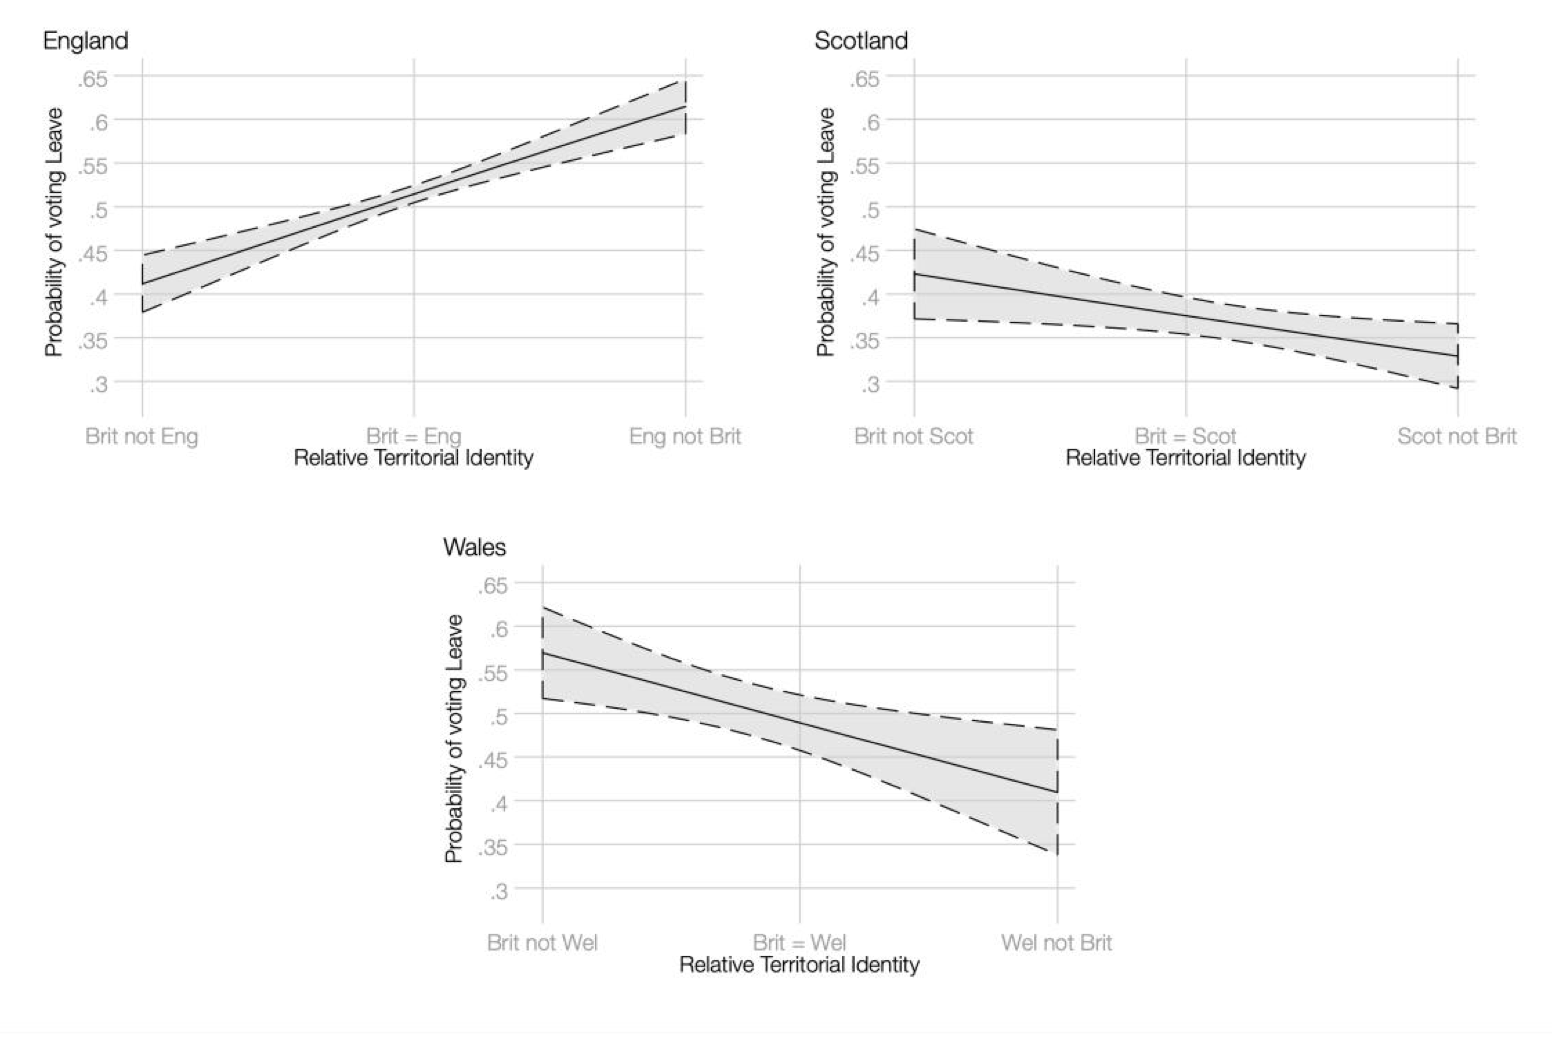 England
Probability of voting Leave
.65
.6
.55
.5
.45
.4
.35
.3
Brit not Eng Brit = Eng Eng not Brit
Relative Territorial Identity
Scotland
Probability of voting Leave
.65
.6
.55
.5
.45
.4
.35
.3
Brit not Scot Brit = Scot Scot not Brit
Relative Territorial Identity
Wales
Probability of voting Leave
.65
.6
.55
.5
.45
.4
.35
.3
Brit not Wel Brit = Wel Wel not Brit
Relative Territorial Identity